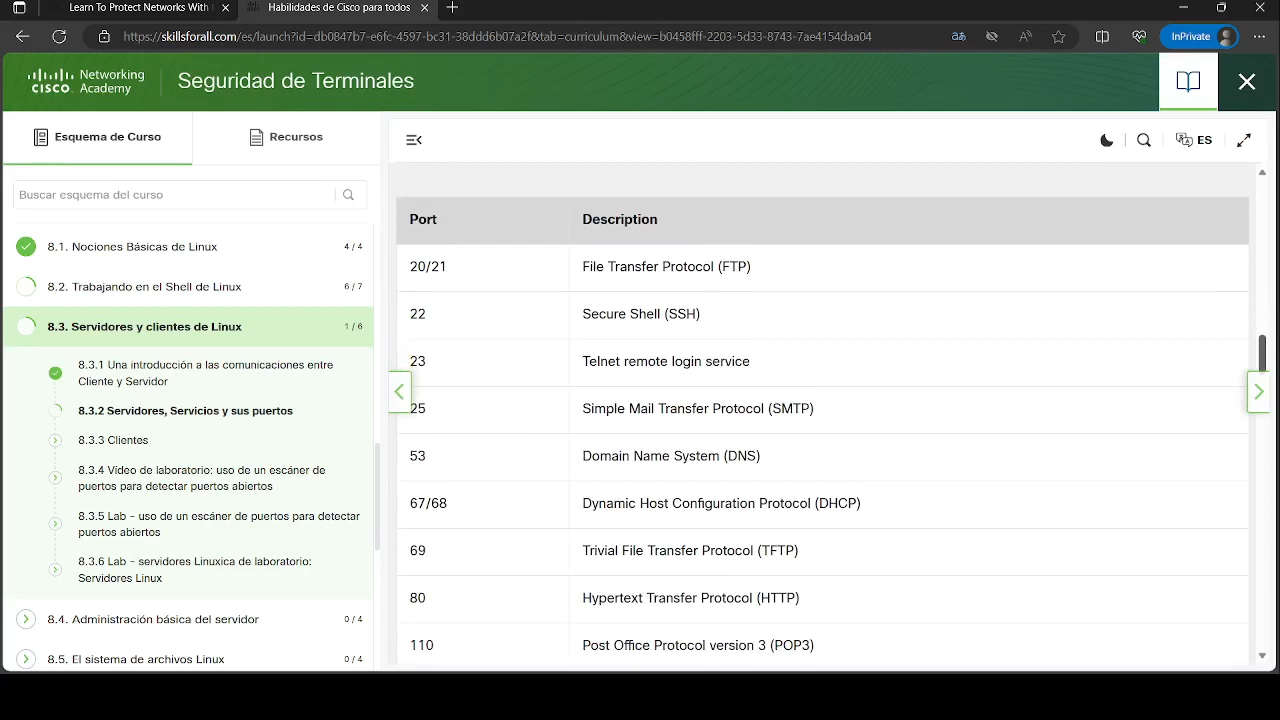 Learn To Protect Networks With
Habilidades de Cisco para todos
https://skillsforall.com/es/launch?id=db0847b7-e6fc-4597-bc31-38ddd6b07a2f&tab=curriculum&view=b0458fff-2203-5d33-8743-7ae4154daa04
InPrivate
CISCO Networking Academy
Seguridad de Terminales
Esquema de Curso
Recursos
ES
Buscar esquema del curso
8.1. Nociones Básicas de Linux 4 / 4
8.2. Trabajando en el Shell de Linux 6 / 7
8.3. Servidores y clientes de Linux 1 / 6
8.3.1 Una introducción a las comunicaciones entre
Cliente y Servidor
8.3.2 Servidores, Servicios y sus puertos
8.3.3 Clientes
8.3.4 Vídeo de laboratorio: uso de un escáner de
puertos para detectar puertos abiertos
8.3.5 Lab - uso de un escáner de puertos para detectar
puertos abiertos
8.3.6 Lab - servidores Linuxica de laboratorio:
Servidores Linux
8.4. Administración básica del servidor 0 / 4
8.5. El sistema de archivos Linux 0 / 4
Port Description
20/21 File Transfer Protocol (FTP)
22 Secure Shell (SSH)
23 Telnet remote login service
25 Simple Mail Transfer Protocol (SMTP)
53 Domain Name System (DNS)
67/68 Dynamic Host Configuration Protocol (DHCP)
69 Trivial File Transfer Protocol (TFTP)
80 Hypertext Transfer Protocol (HTTP)
110 Post Office Protocol version 3 (POP3)